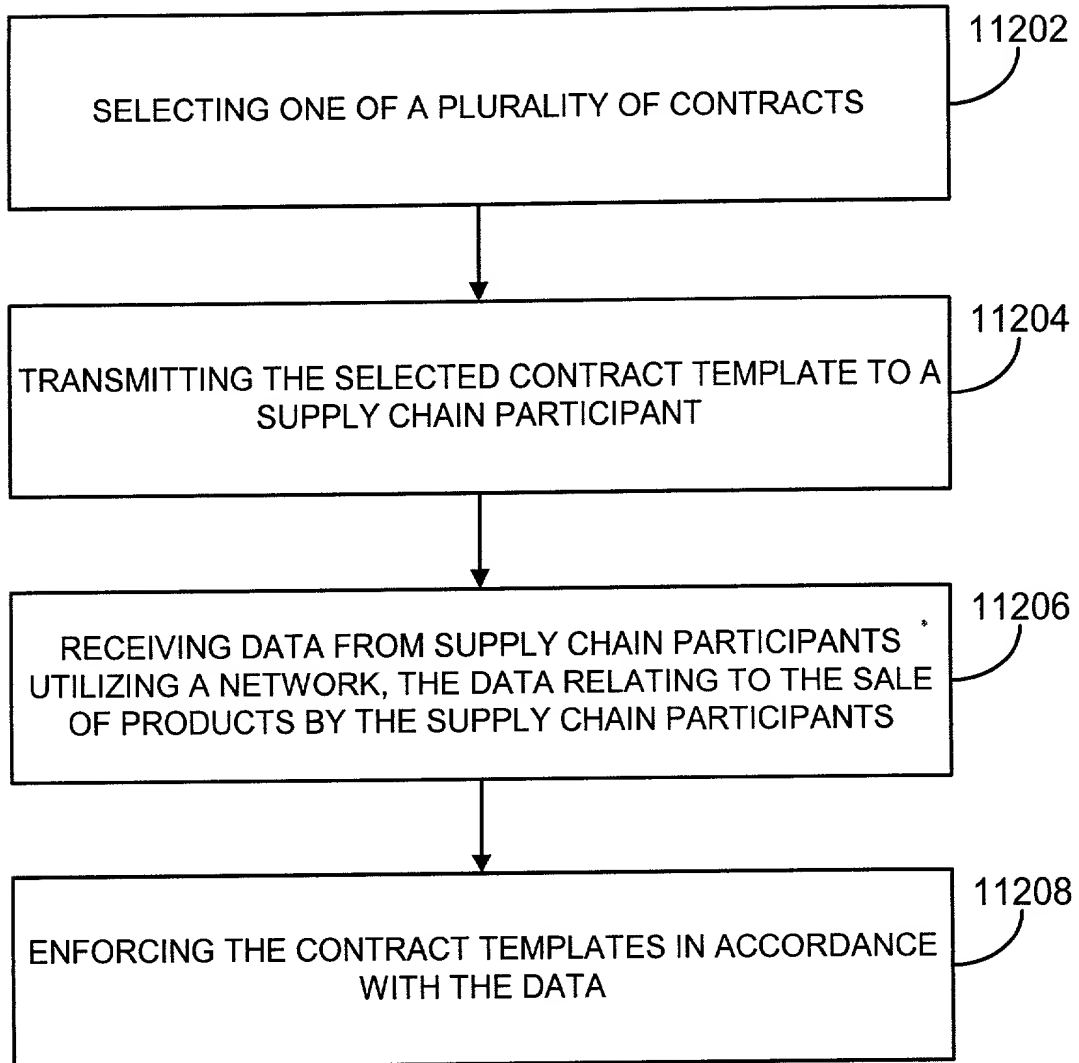 11202
SELECTING ONE OF A PLURALITY OF CONTRACTS
11204
TRANSMITTING THE SELECTED CONTRACT TEMPLATE TO A
SUPPLY CHAIN PARTICIPANT
11206
RECEIVING DATA FROM SUPPLY CHAIN PARTICIPANTS
UTILIZING A NETWORK, THE DATA RELATING TO THE SALE
OF PRODUCTS BY THE SUPPLY CHAIN PARTICIPANTS
11208
ENFORCING THE CONTRACT TEMPLATES IN ACCORDANCE
WITH THE DATA